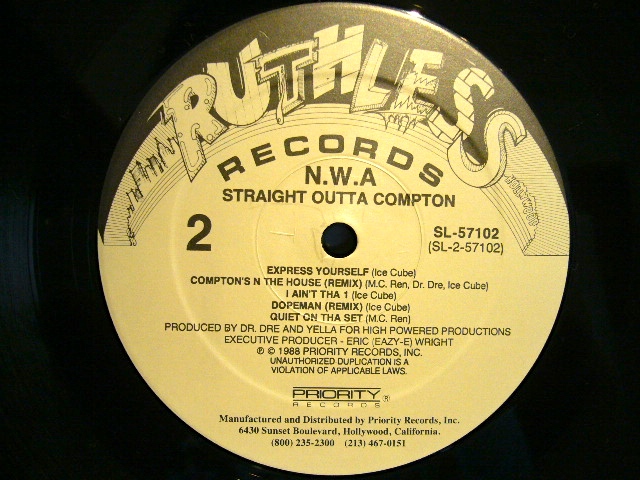 RUTHLESS
RECORDS
N.W.A
STRAIGHT OUTTA COMPTON
2
SL-57102
(SL-2-57102)
EXPRESS YOURSELF (Ice Cube)
COMPTON'S N THE HOUSE (REMIX) (M.C. Ren, Dr. Dre, Ice Cube)
I AIN'T THA 1 (Ice Cube)
DOPEMAN (REMIX) (Ice Cube)
QUIET ON THA SET (M.C. Ren)
PRODUCED BY DR. DRE AND YELLA FOR HIGH POWERED PRODUCTIONS
EXECUTIVE PRODUCER - ERIC (EAZY-E) WRIGHT
℗ © 1988 PRIORITY RECORDS, INC.
UNAUTHORIZED DUPLICATION IS A
VIOLATION OF APPLICABLE LAWS.
PRIORITY ®
RECORDS
Manufactured and Distributed by Priority Records, Inc.
6430 Sunset Boulevard, Hollywood, California.
(800) 235-2300 (213) 467-0151